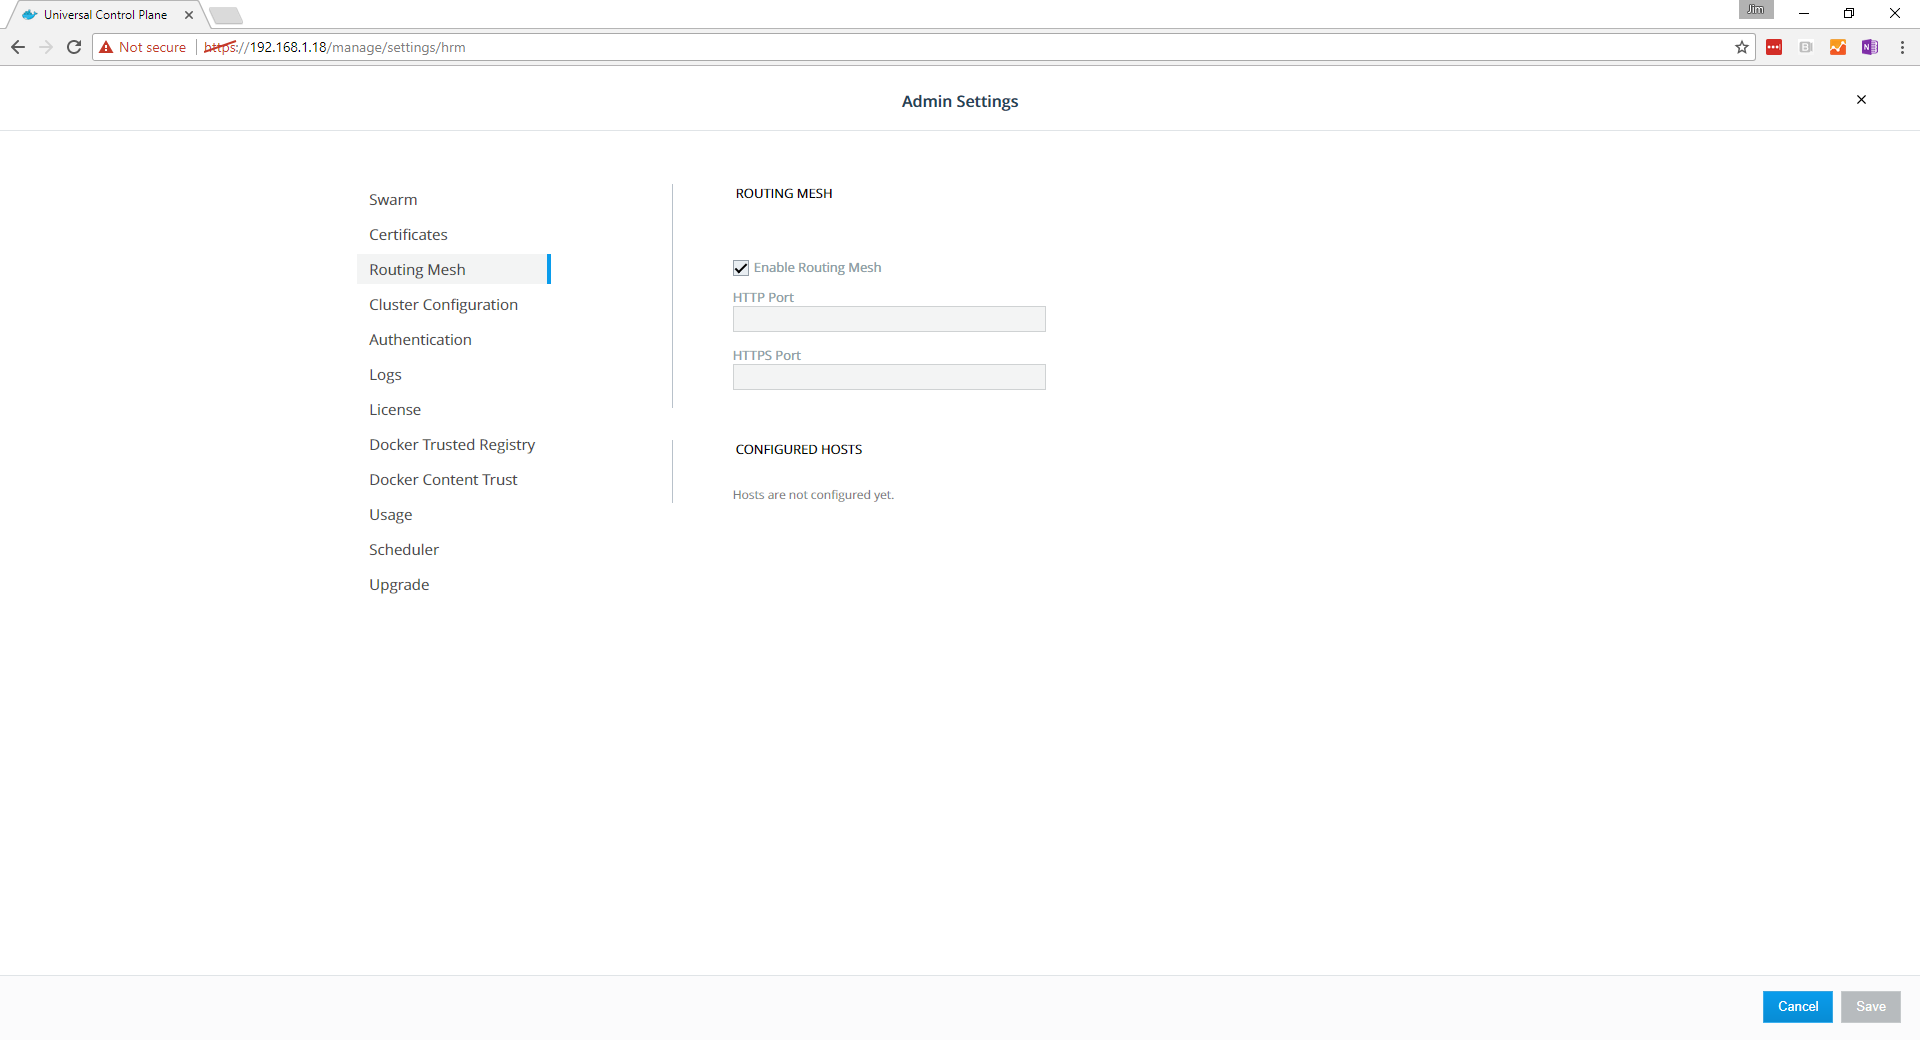 Universal Control Plane
Jim
Not secure https://192.168.1.18/manage/settings/hrm
Admin Settings
Swarm
Certificates
Routing Mesh
Cluster Configuration
Authentication
Logs
License
Docker Trusted Registry
Docker Content Trust
Usage
Scheduler
Upgrade
ROUTING MESH
Enable Routing Mesh
HTTP Port
HTTPS Port
CONFIGURED HOSTS
Hosts are not configured yet.
Cancel
Save